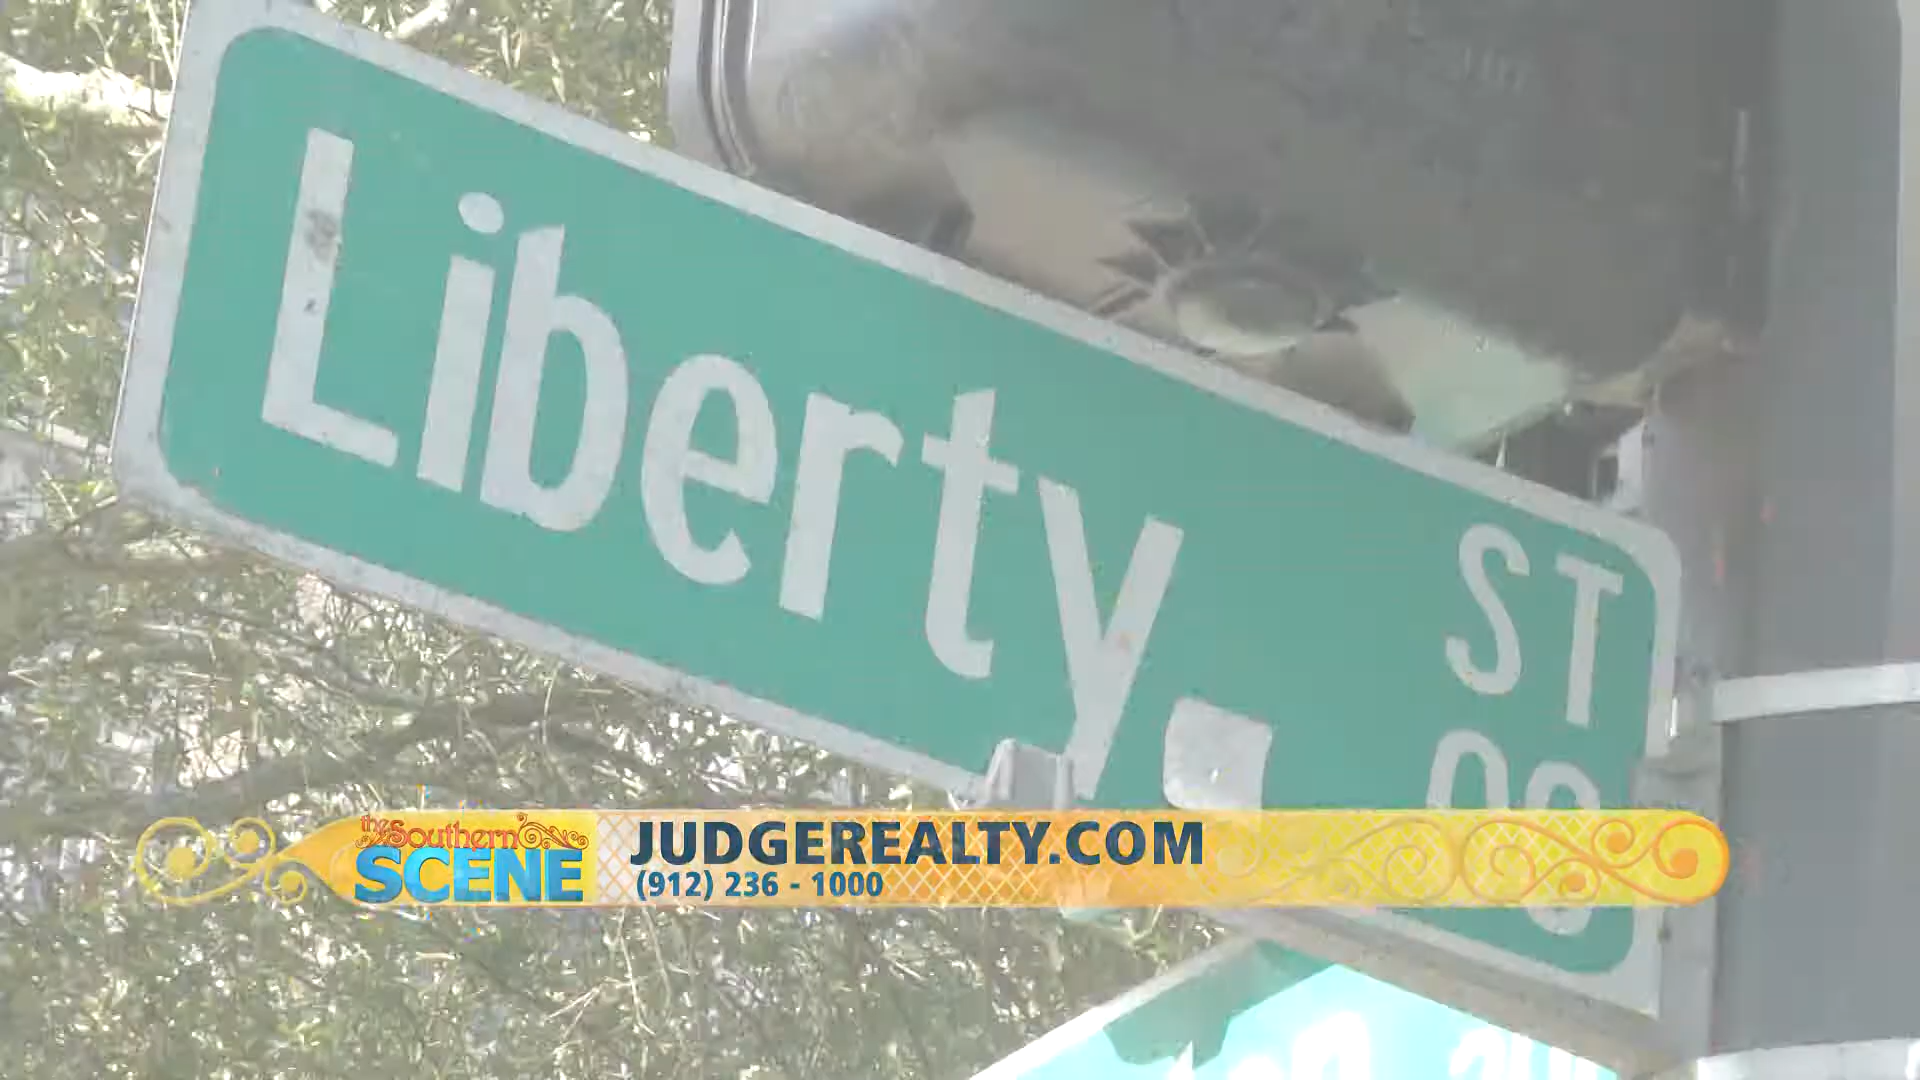 Liberty
ST
the Southern
SCENE
JUDGEREALTY.COM
(912) 236 - 1000